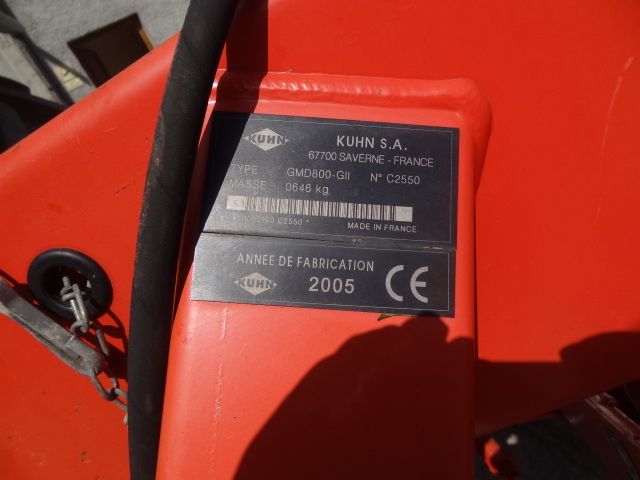 KUHN
KUHN S.A.
67700 SAVERNE - FRANCE
TYPE GMD800-GII N° C2550
MASSE 0646 kg
C2550 *
MADE IN FRANCE
ANNEE DE FABRICATION
KUHN 2005 CE